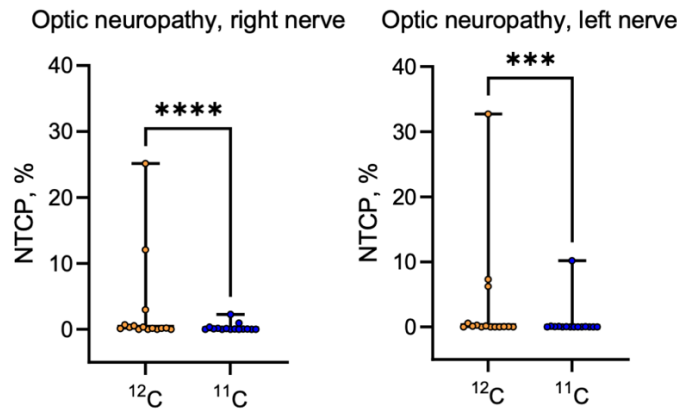 Optic neuropathy, right nerve
****
NTCP, %
40
30
20
10
0
¹²C
¹¹C
Optic neuropathy, left nerve
***
NTCP, %
40
30
20
10
0
¹²C
¹¹C